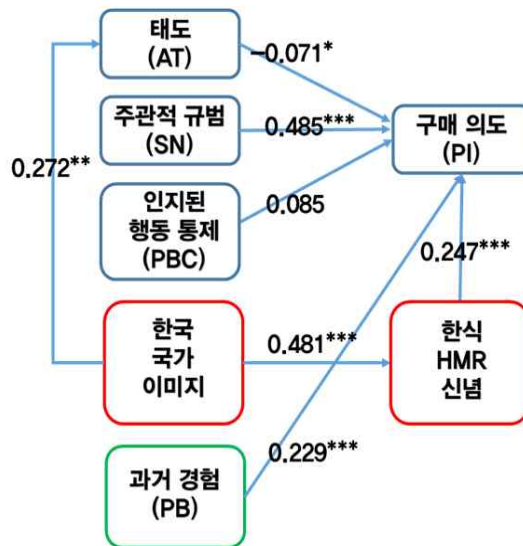 태도
(AT)
-0.071*
주관적 규범
(SN)
0.485***
구매 의도
(PI)
0.272**
인지된
행동 통제
(PBC)
0.085
0.247***
한국
국가
이미지
0.481***
한식
HMR
신념
0.229***
과거 경험
(PB)